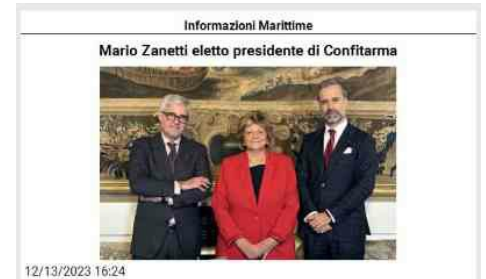 Informazioni Marittime
Mario Zanetti eletto presidente di Confitarma
12/13/2023 16:24